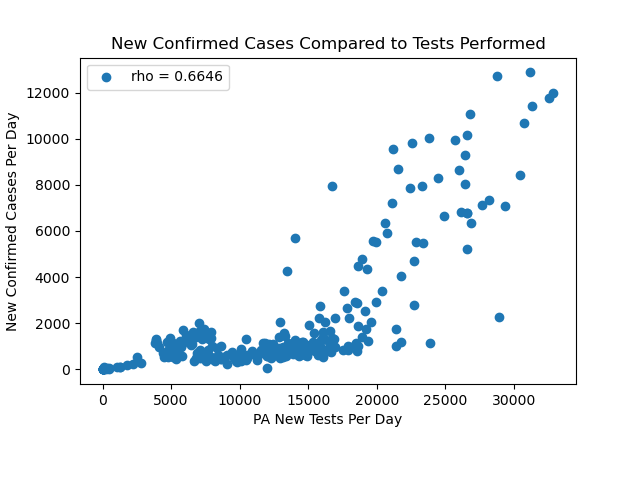 New Confirmed Cases Compared to Tests Performed
rho = 0.6646
New Confirmed Caeses Per Day
12000
10000
8000
6000
4000
2000
0
0 5000 10000 15000 20000 25000 30000
PA New Tests Per Day